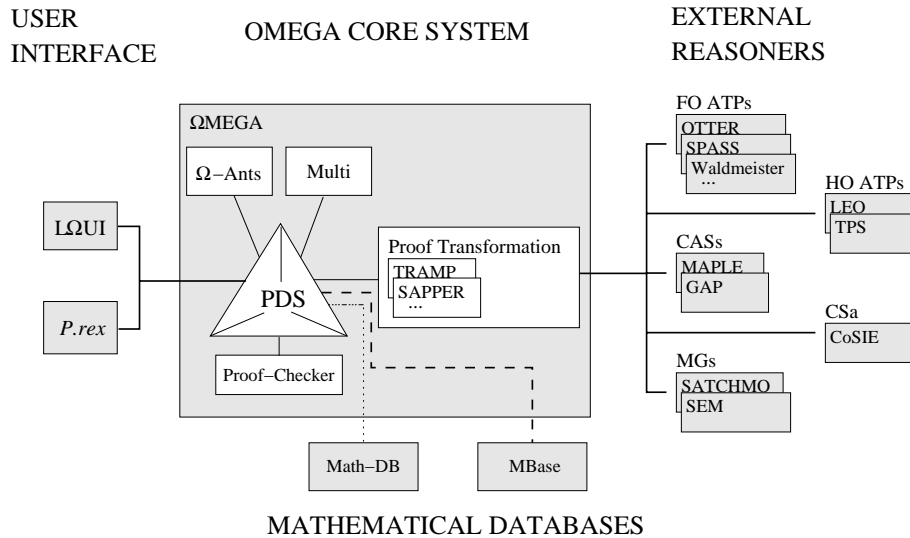 USER
INTERFACE
OMEGA CORE SYSTEM
EXTERNAL
REASONERS
ΩMEGA
Ω−Ants
Multi
LΩUI
P.rex
PDS
Proof−Checker
Proof Transformation
TRAMP
SAPPER
...
FO ATPs
OTTER
SPASS
Waldmeister
...
HO ATPs
LEO
TPS
CASs
MAPLE
GAP
CSa
CoSIE
MGs
SATCHMO
SEM
Math−DB
MBase
MATHEMATICAL DATABASES